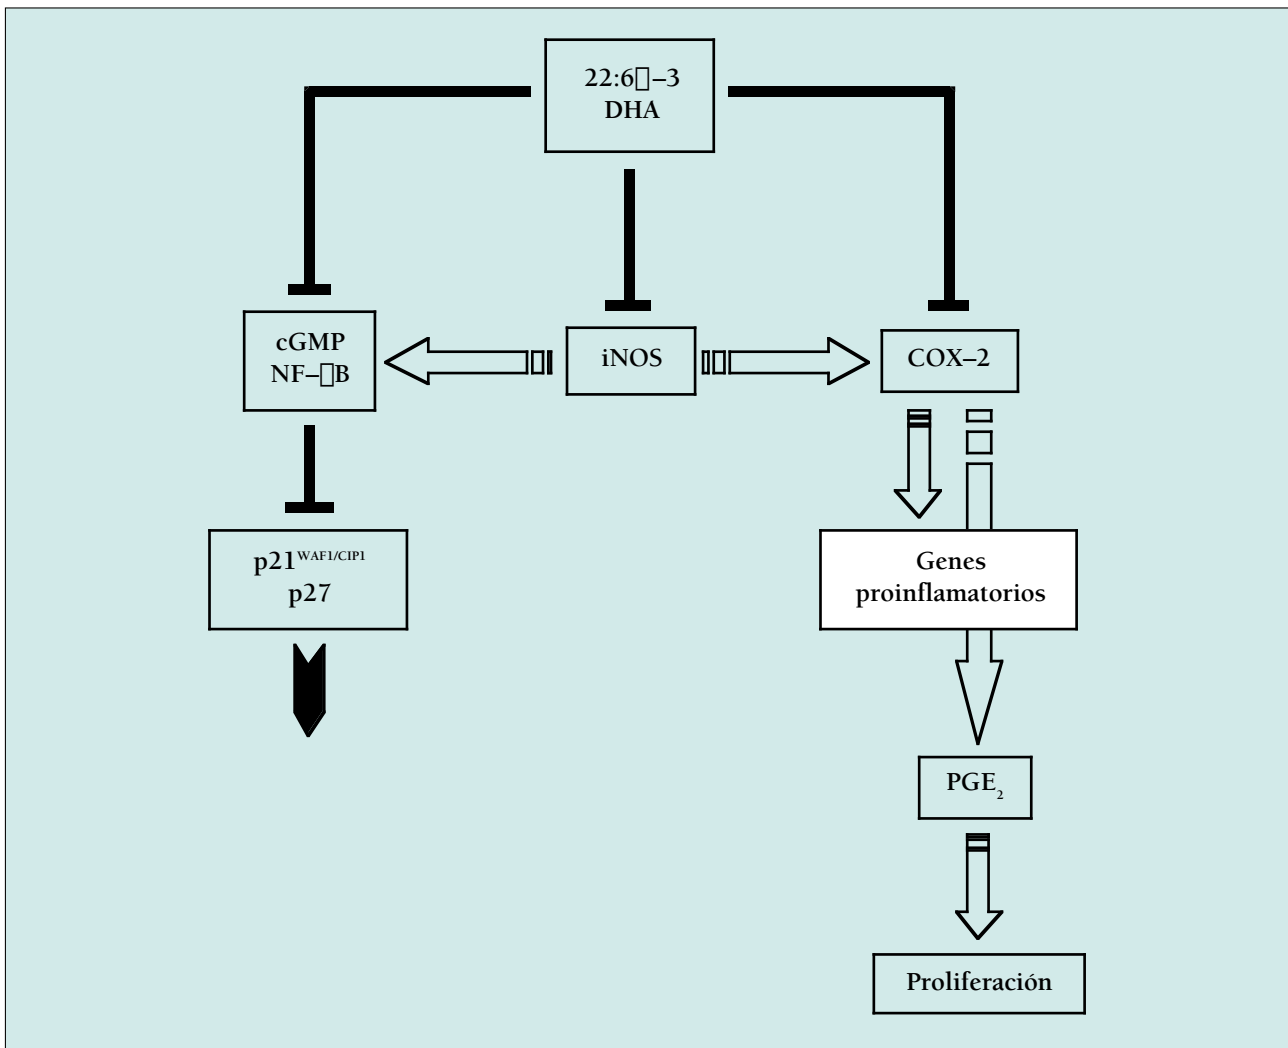 22:6□–3
DHA
cGMP
NF–□B
iNOS
COX–2
p21WAF1/CIP1
p27
Genes
proinflamatorios
PGE2
Proliferación